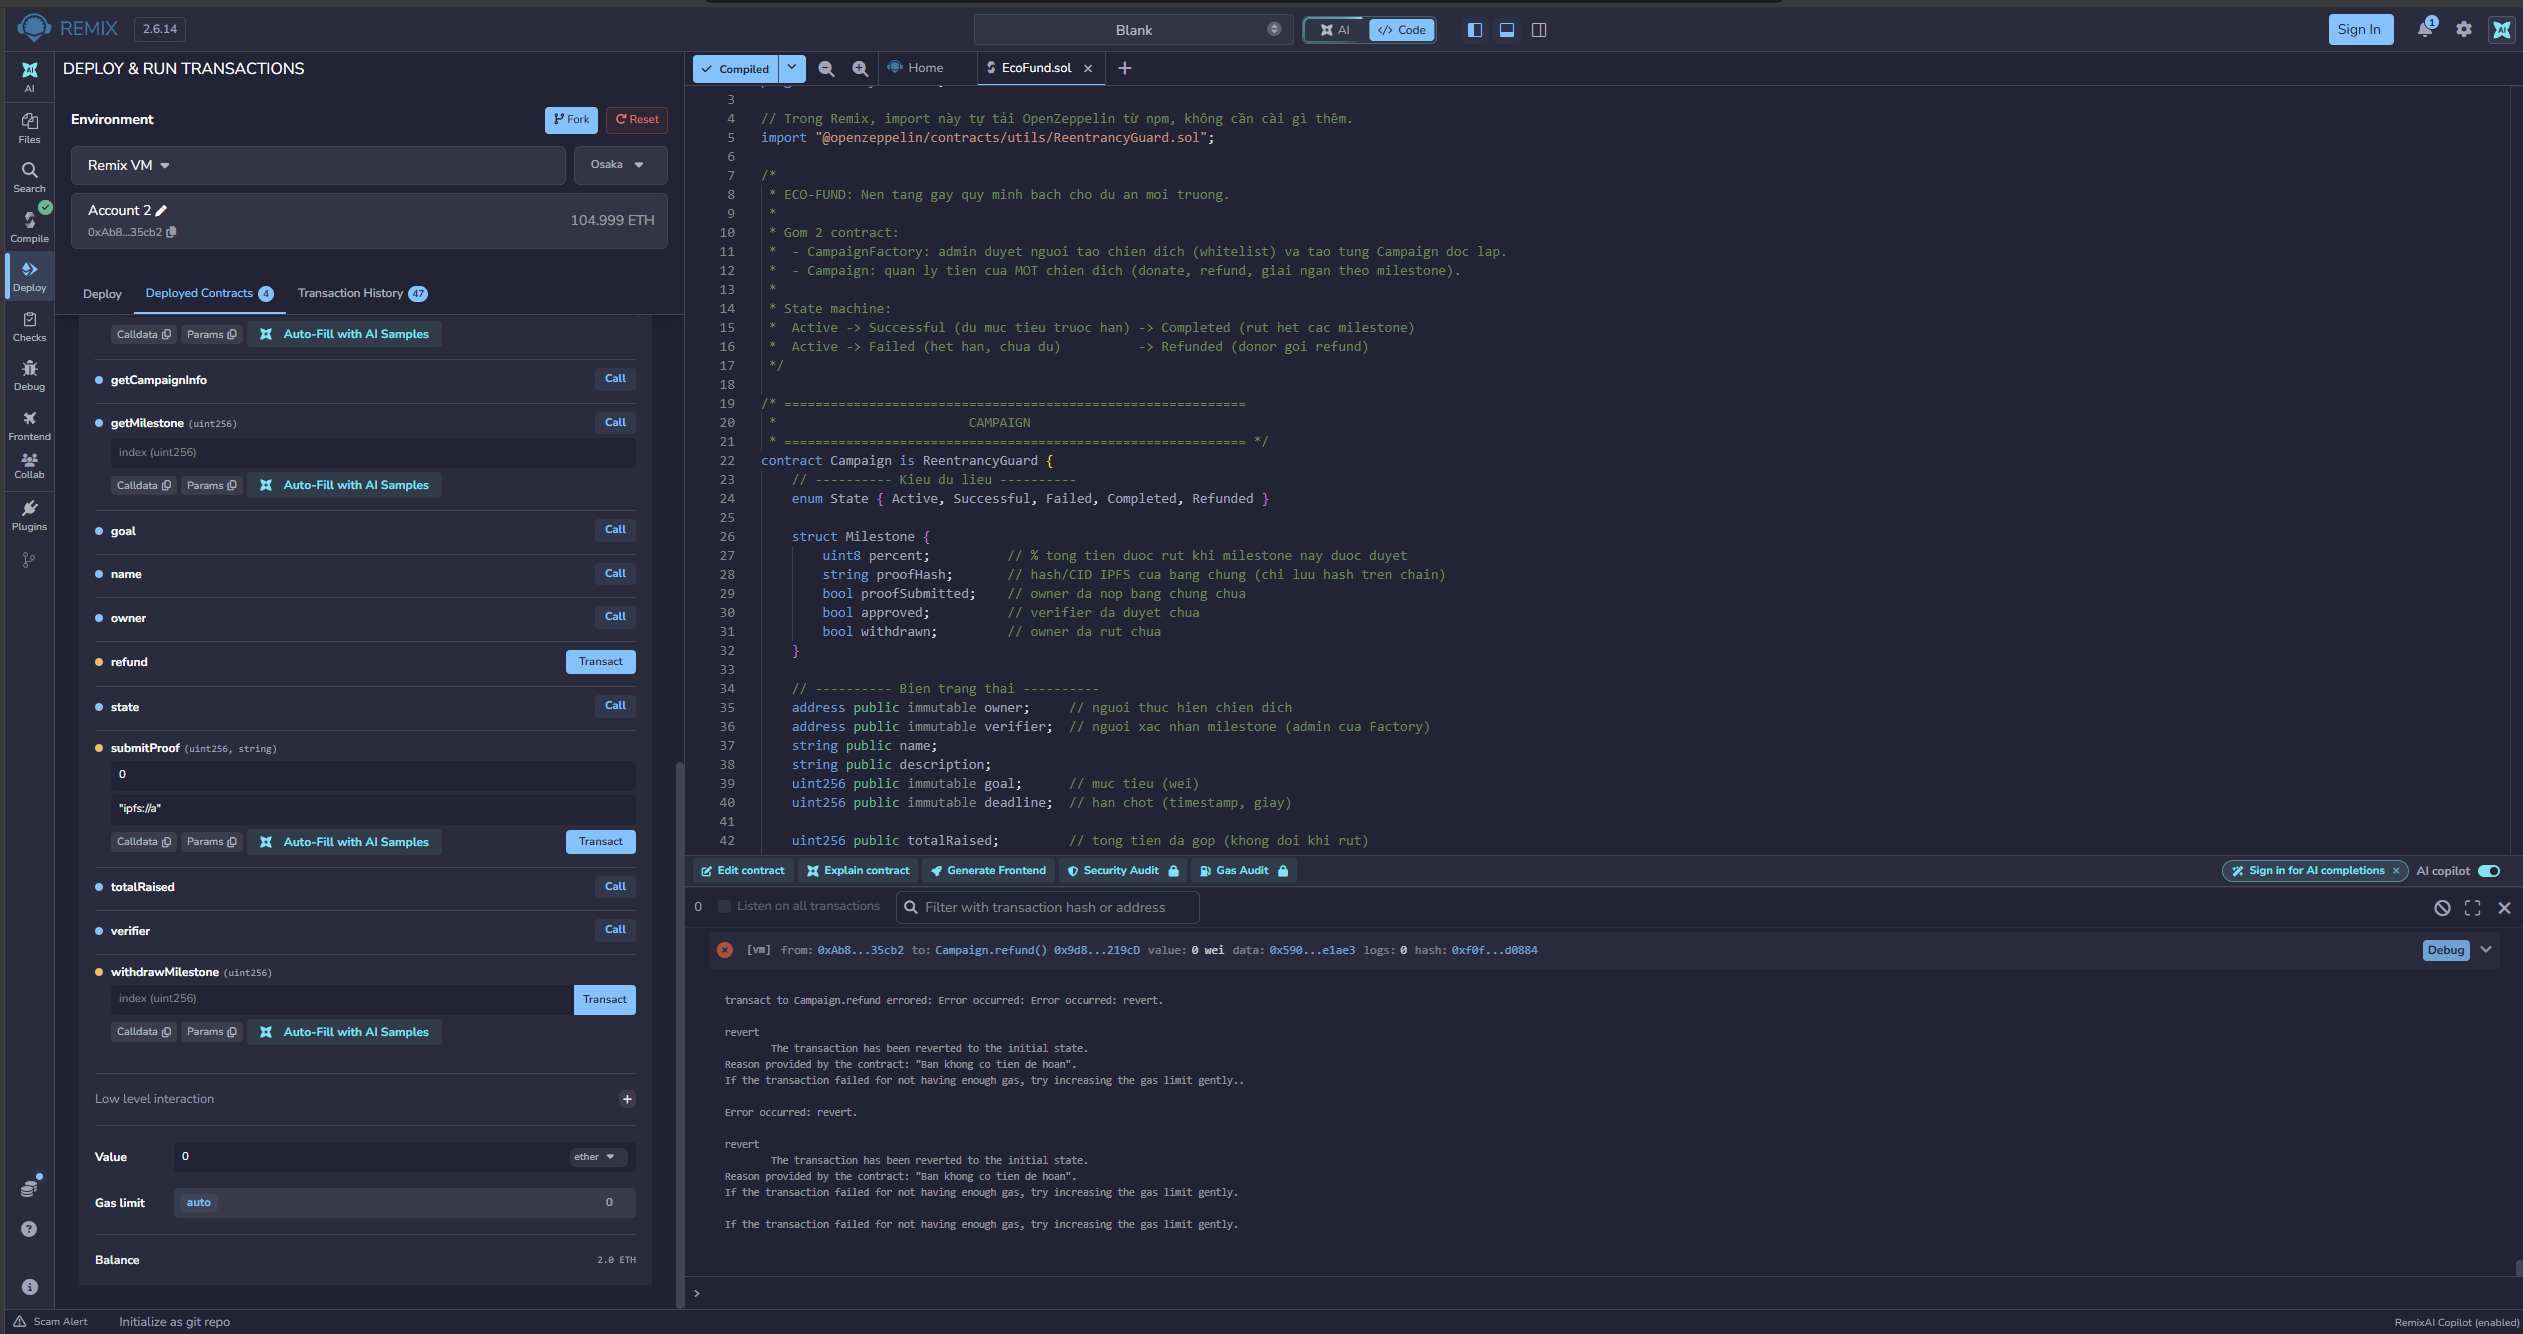 REMIX
2.6.14
Blank
AI
Code
Sign In
1
AI
AI
Files
Search
Compile
Deploy
Checks
Debug
Frontend
Collab
Plugins
DEPLOY & RUN TRANSACTIONS
Environment
Fork
Reset
Remix VM
Osaka
Account 2
0xAb8...35cb2
104.999 ETH
Deploy
Deployed Contracts 4
Transaction History 47
Calldata
Params
Auto-Fill with AI Samples
getCampaignInfo
Call
getMilestone (uint256)
Call
index (uint256)
Calldata
Params
Auto-Fill with AI Samples
goal
Call
name
Call
owner
Call
refund
Transact
state
Call
submitProof (uint256, string)
0
"ipfs://a"
Calldata
Params
Auto-Fill with AI Samples
Transact
totalRaised
Call
verifier
Call
withdrawMilestone (uint256)
index (uint256)
Transact
Calldata
Params
Auto-Fill with AI Samples
Low level interaction
Value
0
ether
Gas limit
auto
0
Balance
2.0 ETH
Compiled
Home
EcoFund.sol
3
4 // Trong Remix, import này tự tải OpenZeppelin từ npm, không cần cài gì thêm.
5 import "@openzeppelin/contracts/utils/ReentrancyGuard.sol";
6
7 /*
8 * ECO-FUND: Nen tang gay quy minh bach cho du an moi truong.
9 *
10 * Gom 2 contract:
11 * - CampaignFactory: admin duyet nguoi tao chien dich (whitelist) va tao tung Campaign doc lap.
12 * - Campaign: quan ly tien cua MOT chien dich (donate, refund, giai ngan theo milestone).
13 *
14 * State machine:
15 * Active -> Successful (du muc tieu truoc han) -> Completed (rut het cac milestone)
16 * Active -> Failed (het han, chua du) -> Refunded (donor goi refund)
17 */
18
19 /* ============================================================
20 * CAMPAIGN
21 * ============================================================ */
22 contract Campaign is ReentrancyGuard {
23 // ---------- Kieu du lieu ----------
24 enum State { Active, Successful, Failed, Completed, Refunded }
25
26 struct Milestone {
27 uint8 percent; // % tong tien duoc rut khi milestone nay duoc duyet
28 string proofHash; // hash/CID IPFS cua bang chung (chi luu hash tren chain)
29 bool proofSubmitted; // owner da nop bang chung chua
30 bool approved; // verifier da duyet chua
31 bool withdrawn; // owner da rut chua
32 }
33
34 // ---------- Bien trang thai ----------
35 address public immutable owner; // nguoi thuc hien chien dich
36 address public immutable verifier; // nguoi xac nhan milestone (admin cua Factory)
37 string public name;
38 string public description;
39 uint256 public immutable goal; // muc tieu (wei)
40 uint256 public immutable deadline; // han chot (timestamp, giay)
41
42 uint256 public totalRaised; // tong tien da gop (khong doi khi rut)
Edit contract
Explain contract
Generate Frontend
Security Audit
Gas Audit
Sign in for AI completions ×
AI copilot
0
Listen on all transactions
Filter with transaction hash or address
[vm] from: 0xAb8...35cb2 to: Campaign.refund() 0x9d8...219cD value: 0 wei data: 0x590...e1ae3 logs: 0 hash: 0xf0f...d0884
Debug
transact to Campaign.refund errored: Error occurred: Error occurred: revert.
revert
The transaction has been reverted to the initial state.
Reason provided by the contract: "Ban khong co tien de hoan".
If the transaction failed for not having enough gas, try increasing the gas limit gently..
Error occurred: revert.
revert
The transaction has been reverted to the initial state.
Reason provided by the contract: "Ban khong co tien de hoan".
If the transaction failed for not having enough gas, try increasing the gas limit gently.
If the transaction failed for not having enough gas, try increasing the gas limit gently.
>
Scam Alert
Initialize as git repo
RemixAI Copilot (enabled)